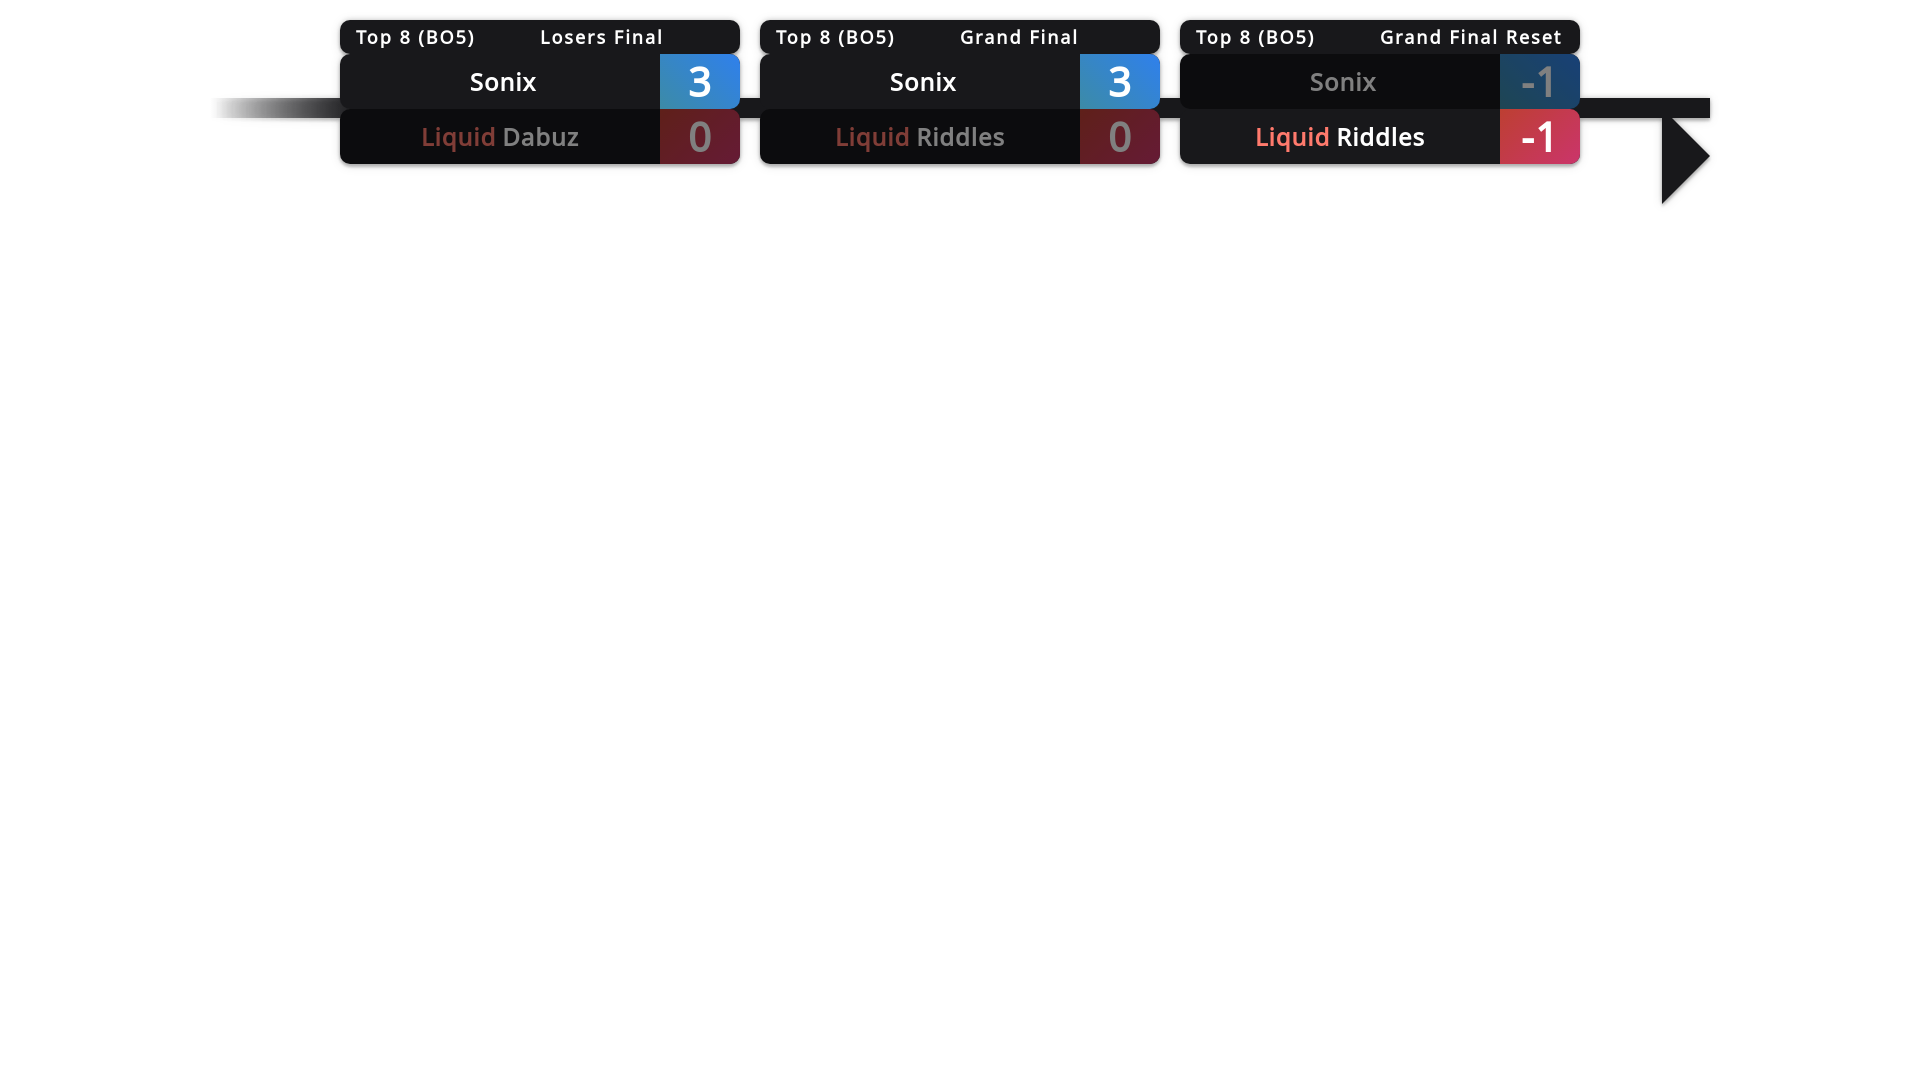 Top 8 (BO5) Losers Final
Sonix 3
Liquid Dabuz 0
Top 8 (BO5) Grand Final
Sonix 3
Liquid Riddles 0
Top 8 (BO5) Grand Final Reset
Sonix -1
Liquid Riddles -1